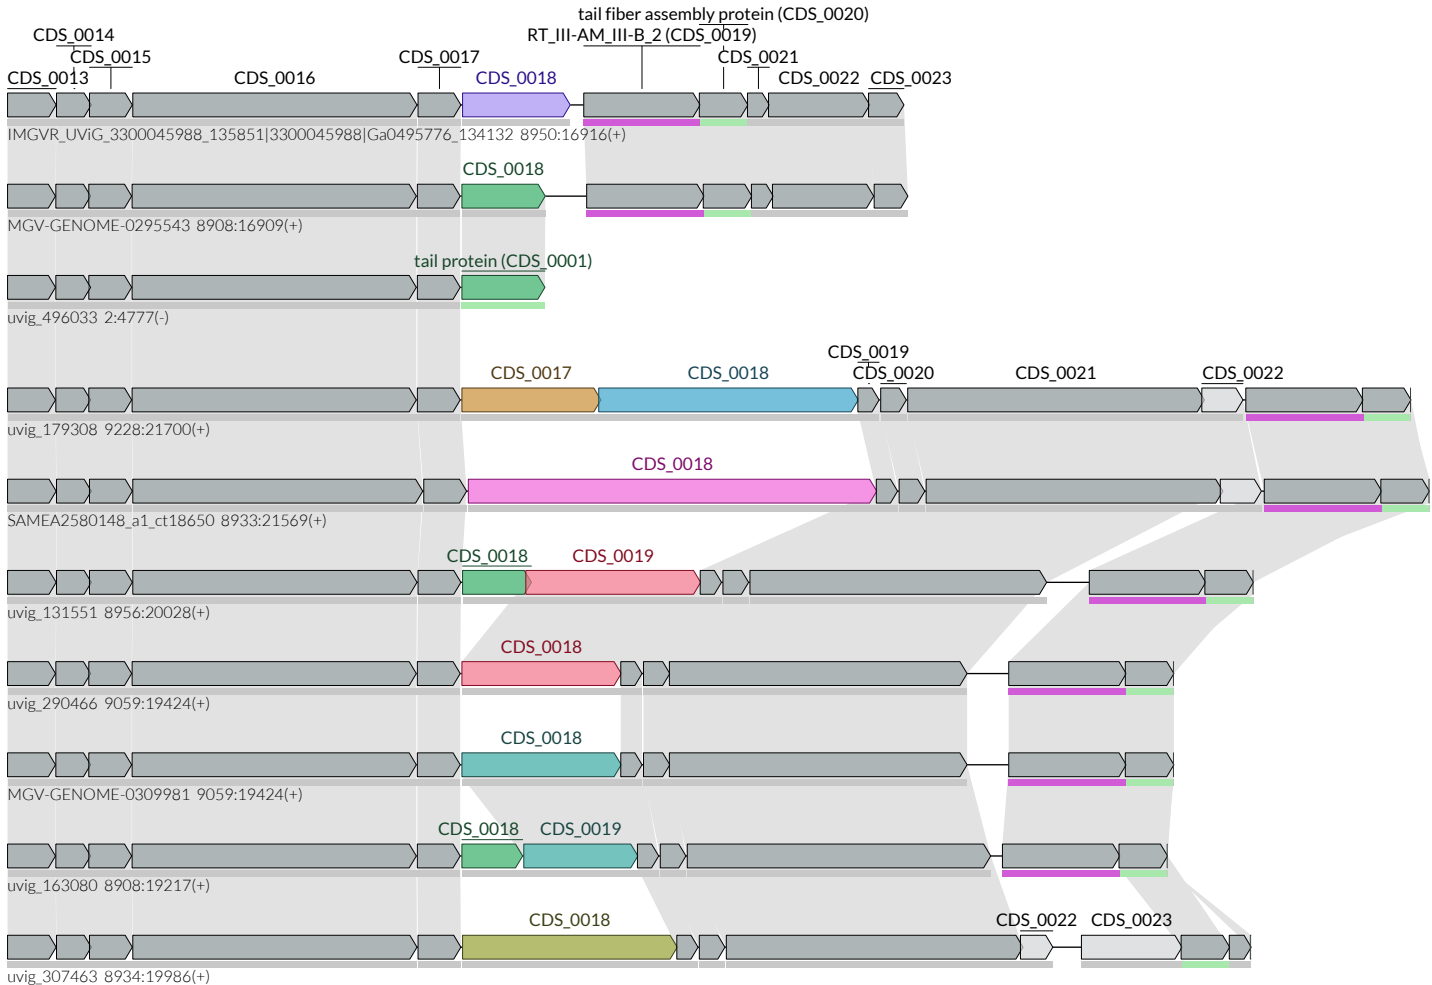 tail fiber assembly protein (CDS_0020)
CDS_0014 RT_III-AM_III-B_2 (CDS_0019)
CDS_0015 CDS_0017 CDS_0021
CDS_0013 CDS_0016 CDS_0018 CDS_0022 CDS_0023
IMGVR_UViG_3300045988_135851|3300045988|Ga0495776_134132 8950:16916(+)
CDS_0018
MGV-GENOME-0295543 8908:16909(+)
tail protein (CDS_0001)
uvig_496033 2:4777(-)
CDS_0019
CDS_0017 CDS_0018 CDS_0020 CDS_0021 CDS_0022
uvig_179308 9228:21700(+)
CDS_0018
SAMEA2580148_a1_ct18650 8933:21569(+)
CDS_0018 CDS_0019
uvig_131551 8956:20028(+)
CDS_0018
uvig_290466 9059:19424(+)
CDS_0018
MGV-GENOME-0309981 9059:19424(+)
CDS_0018 CDS_0019
uvig_163080 8908:19217(+)
CDS_0018 CDS_0022 CDS_0023
uvig_307463 8934:19986(+)